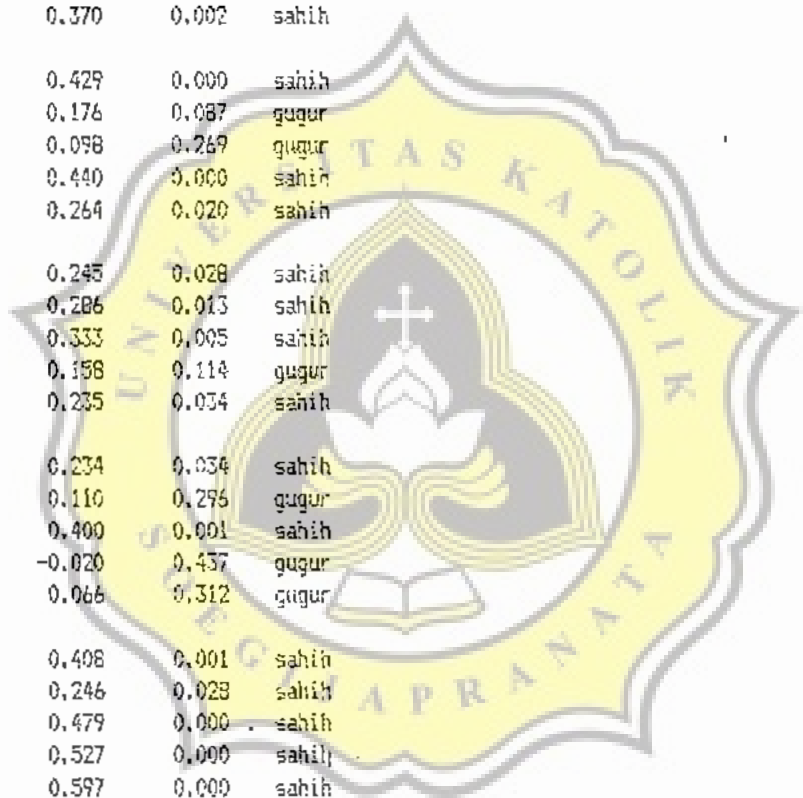 0.370 0.002 sahih
0.429 0.000 sahih
0.176 0.087 gugur
0.098 0.269 gugur
0.440 0.000 sahih
0.264 0.020 sahih
0.245 0.028 sahih
0.286 0.013 sahih
0.333 0.005 sahih
0.158 0.114 gugur
0.235 0.034 sahih
0.234 0.034 sahih
0.110 0.296 gugur
0.400 0.001 sahih
-0.020 0.437 gugur
0.066 0.312 gugur
0.408 0.001 sahih
0.246 0.028 sahih
0.479 0.000 sahih
0.527 0.000 sahih
0.597 0.000 sahih
UNIVERSITAS KATOLIK
SOEGIJAPRANATA